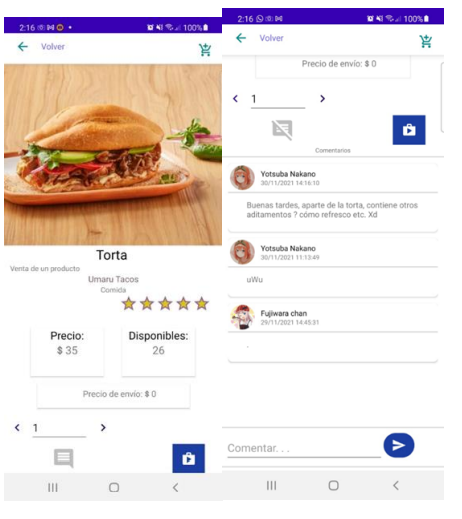 2:16
100%
Volver
Torta
Venta de un producto
Umaru Tacos
Comida
Precio:
$ 35
Disponibles:
26
Precio de envío: $ 0
1
2:16
100%
Volver
Precio de envío: $ 0
1
Comentarios
Yotsuba Nakano
30/11/2021 14:16:10
Buenas tardes, aparte de la torta, contiene otros
aditamentos ? cómo refresco etc. Xd
Yotsuba Nakano
30/11/2021 11:13:49
uWu
Fujiwara chan
29/11/2021 14:45:31
.
Comentar. . .